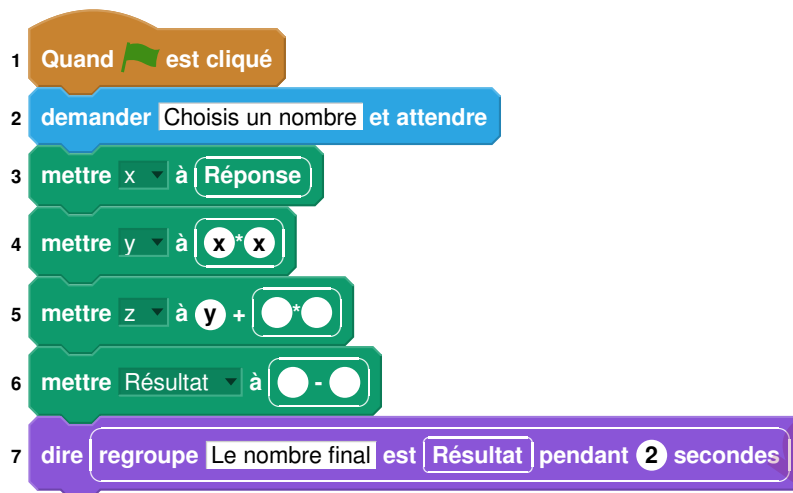 1 Quand est cliqué
2 demander Choisis un nombre et attendre
3 mettre x à Réponse
4 mettre y à x * x
5 mettre z à y + *
6 mettre Résultat à -
7 dire regroupe Le nombre final est Résultat pendant 2 secondes